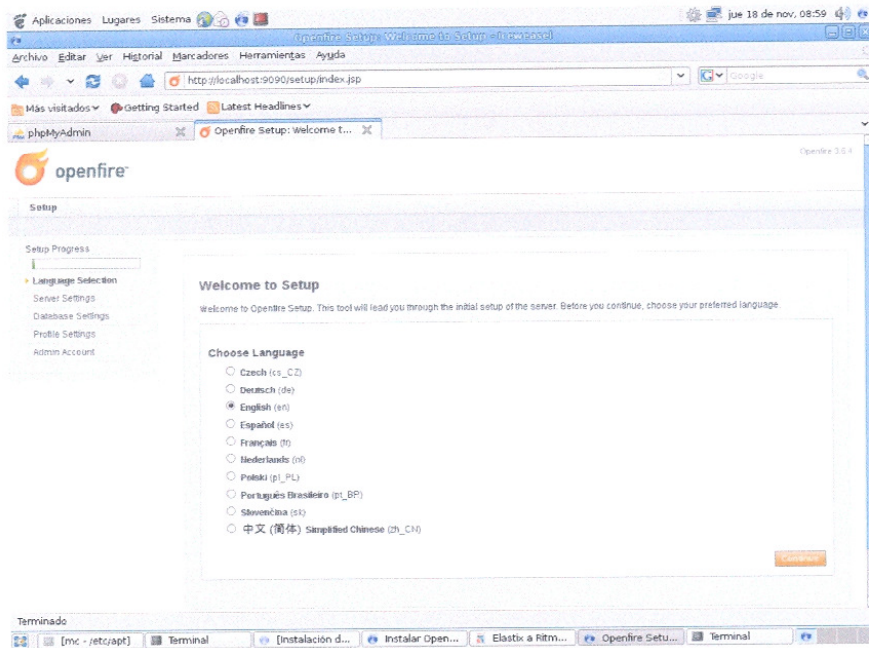 Aplicaciones Lugares Sistema
jue 18 de nov, 08:59
Openfire Setup: Welcome to Setup - Iceweasel
Archivo Editar Ver Historial Marcadores Herramientas Ayuda
http://localhost:9090/setup/index.jsp
Google
Más visitados Getting Started Latest Headlines
phpMyAdmin
Openfire Setup: Welcome t...
openfire
Openfire 3.6.4
Setup
Setup Progress
Language Selection
Server Settings
Database Settings
Profile Settings
Admin Account
Welcome to Setup
Welcome to Openfire Setup. This tool will lead you through the initial setup of the server. Before you continue, choose your preferred language.
Choose Language
Czech (cs_CZ)
Deutsch (de)
English (en)
Español (es)
Français (fr)
Nederlands (nl)
Polski (pl_PL)
Português Brasileiro (pt_BR)
Slovenčina (sk)
中文 (简体) Simplified Chinese (zh_CN)
Continue
Terminado
[mc - /etc/apt]
Terminal
[Instalación d...
Instalar Open...
Elastix a Ritm...
Openfire Setu...
Terminal